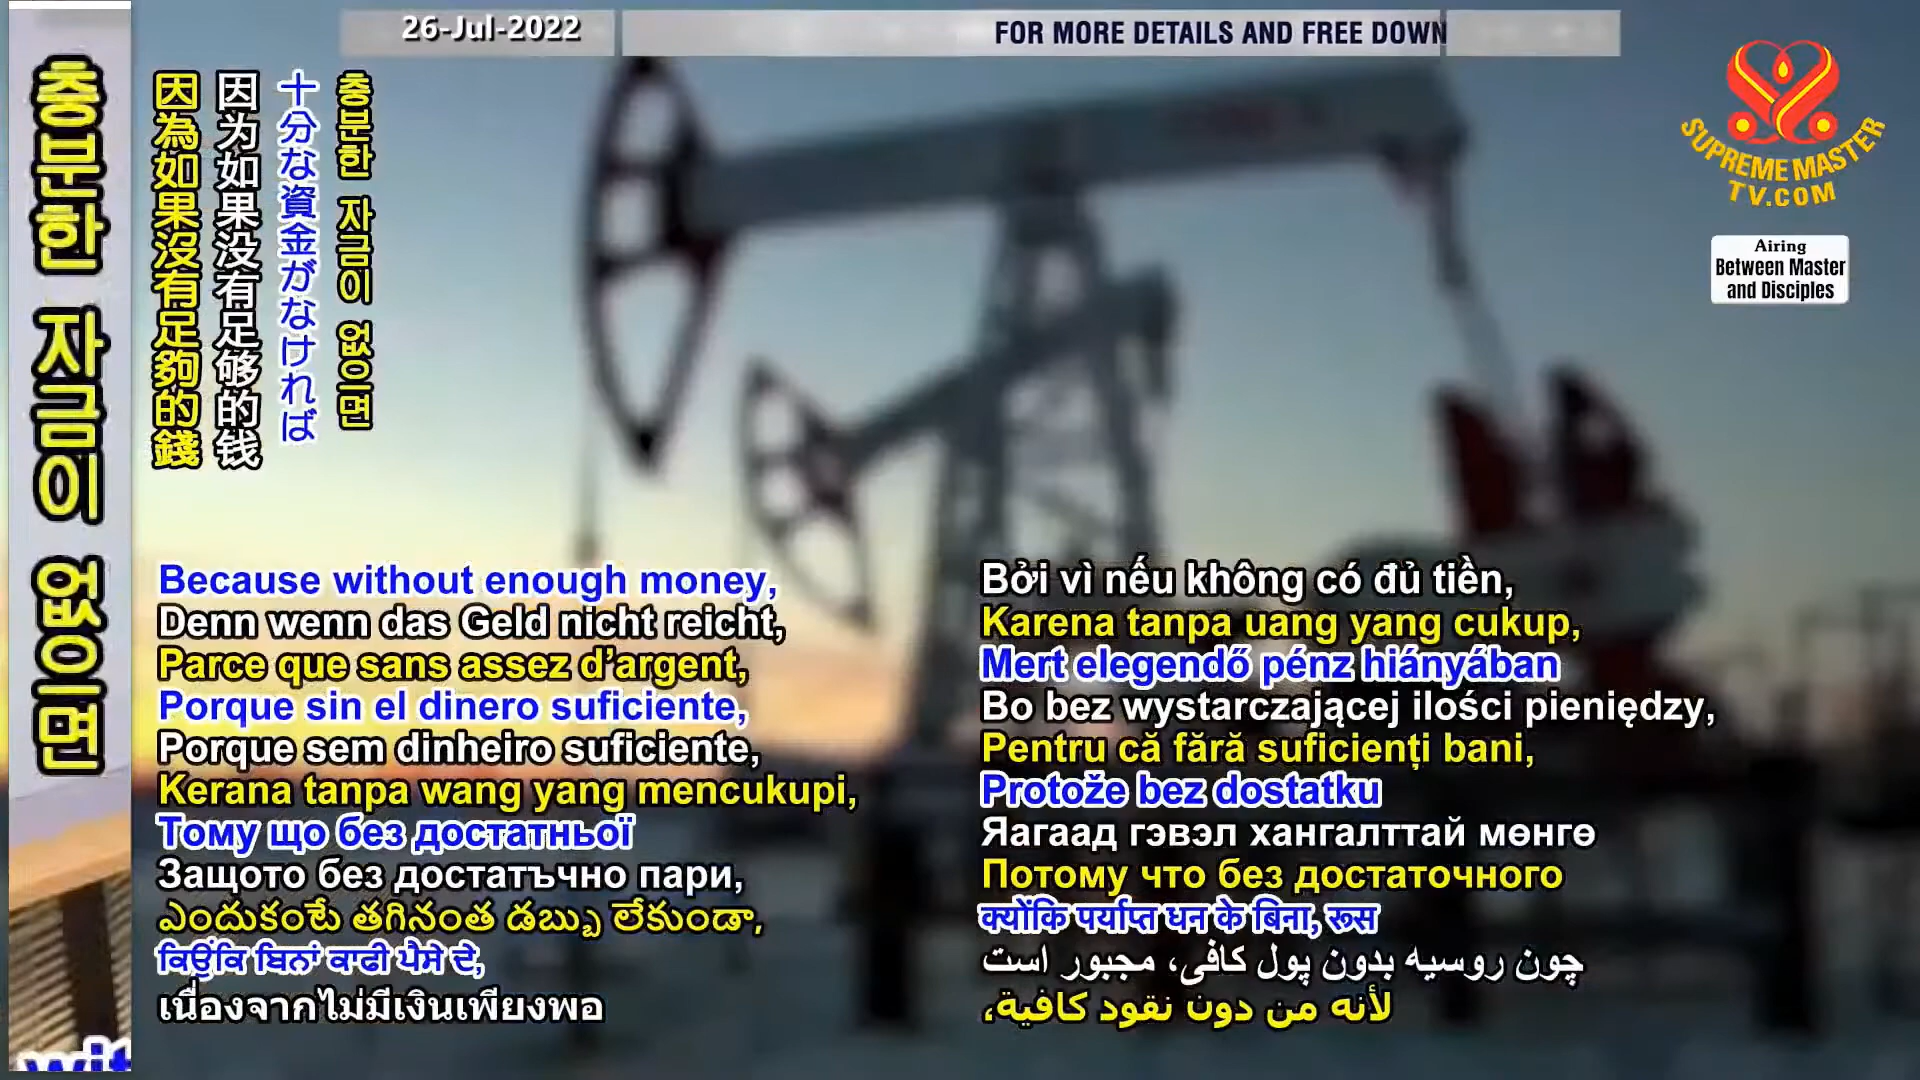 26-Jul-2022
FOR MORE DETAILS AND FREE DOWN
SUPREME MASTER
TV.COM
Airing
Between Master
and Disciples
충분한 자금이 없으면
因為如果沒有足夠的錢
因为如果没有足够的钱
十分な資金がなければ
충분한 자금이 없으면
Because without enough money,
Denn wenn das Geld nicht reicht,
Parce que sans assez d’argent,
Porque sin el dinero suficiente,
Porque sem dinheiro suficiente,
Kerana tanpa wang yang mencukupi,
Тому що без достатньої
Защото без достатъчно пари,
ఎందుకంటే తగినంత డబ్బు లేకుండా,
ਕਿਉਂਕਿ ਬਿਨਾਂ ਕਾਫੀ ਪੈਸੇ ਦੇ,
เนื่องจากไม่มีเงินเพียงพอ
Bởi vì nếu không có đủ tiền,
Karena tanpa uang yang cukup,
Mert elegendő pénz hiányában
Bo bez wystarczającej ilości pieniędzy,
Pentru că fără suficienți bani,
Protože bez dostatku
Яагаад гэвэл хангалттай мөнгө
Потому что без достаточного
क्योंकि पर्याप्त धन के बिना, रूस
چون روسیه بدون پول کافی، مجبور است
لأنه من دون نقود كافية،
wit